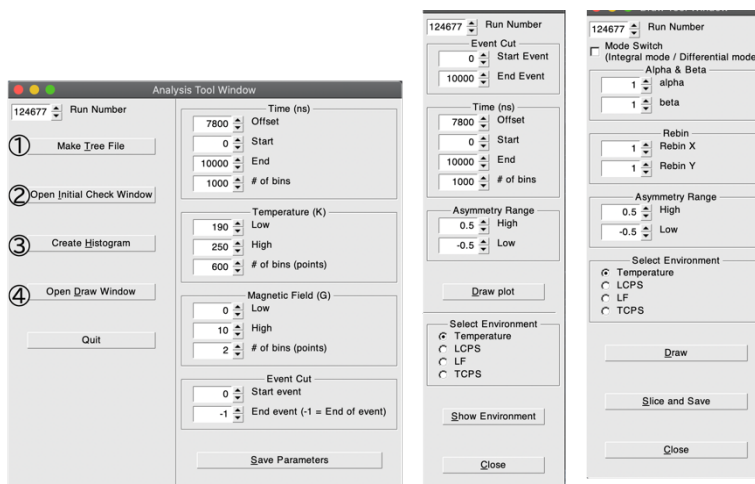 Analysis Tool Window
124677 Run Number
① Make Tree File
② Open Initial Check Window
③ Create Histogram
④ Open Draw Window
Quit
Time (ns)
7800 Offset
0 Start
10000 End
1000 # of bins
Temperature (K)
190 Low
250 High
600 # of bins (points)
Magnetic Field (G)
0 Low
10 High
2 # of bins (points)
Event Cut
0 Start event
-1 End event (-1 = End of event)
Save Parameters
124677 Run Number
Event Cut
0 Start Event
10000 End Event
Time (ns)
7800 Offset
0 Start
10000 End
1000 # of bins
Asymmetry Range
0.5 High
-0.5 Low
Draw plot
Select Environment
Temperature
LCPS
LF
TCPS
Show Environment
Close
124677 Run Number
Mode Switch
(Integral mode / Differential mode
Alpha & Beta
1 alpha
1 beta
Rebin
1 Rebin X
1 Rebin Y
Asymmetry Range
0.5 High
-0.5 Low
Select Environment
Temperature
LCPS
LF
TCPS
Draw
Slice and Save
Close